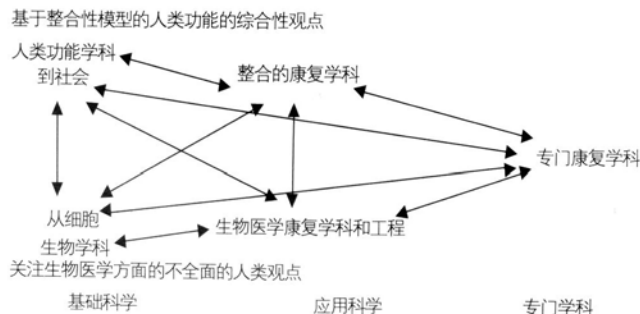 基于整合性模型的人类功能的综合性观点
人类功能学科
到社会
整合的康复学科
专门康复学科
从细胞
生物学科
生物医学康复学科和工程
关注生物医学方面的不全面的人类观点
基础科学
应用科学
专门学科